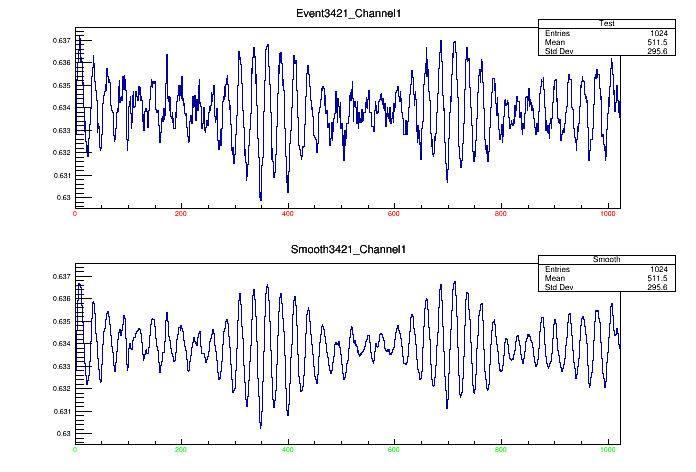 Event3421_Channel1
Test
Entries 1024
Mean 511.5
Std Dev 295.6
0.637
0.636
0.635
0.634
0.633
0.632
0.631
0.63
0 200 400 600 800 1000
Smooth3421_Channel1
Smooth
Entries 1024
Mean 511.5
Std Dev 295.6
0.637
0.636
0.635
0.634
0.633
0.632
0.631
0.63
0 200 400 600 800 1000